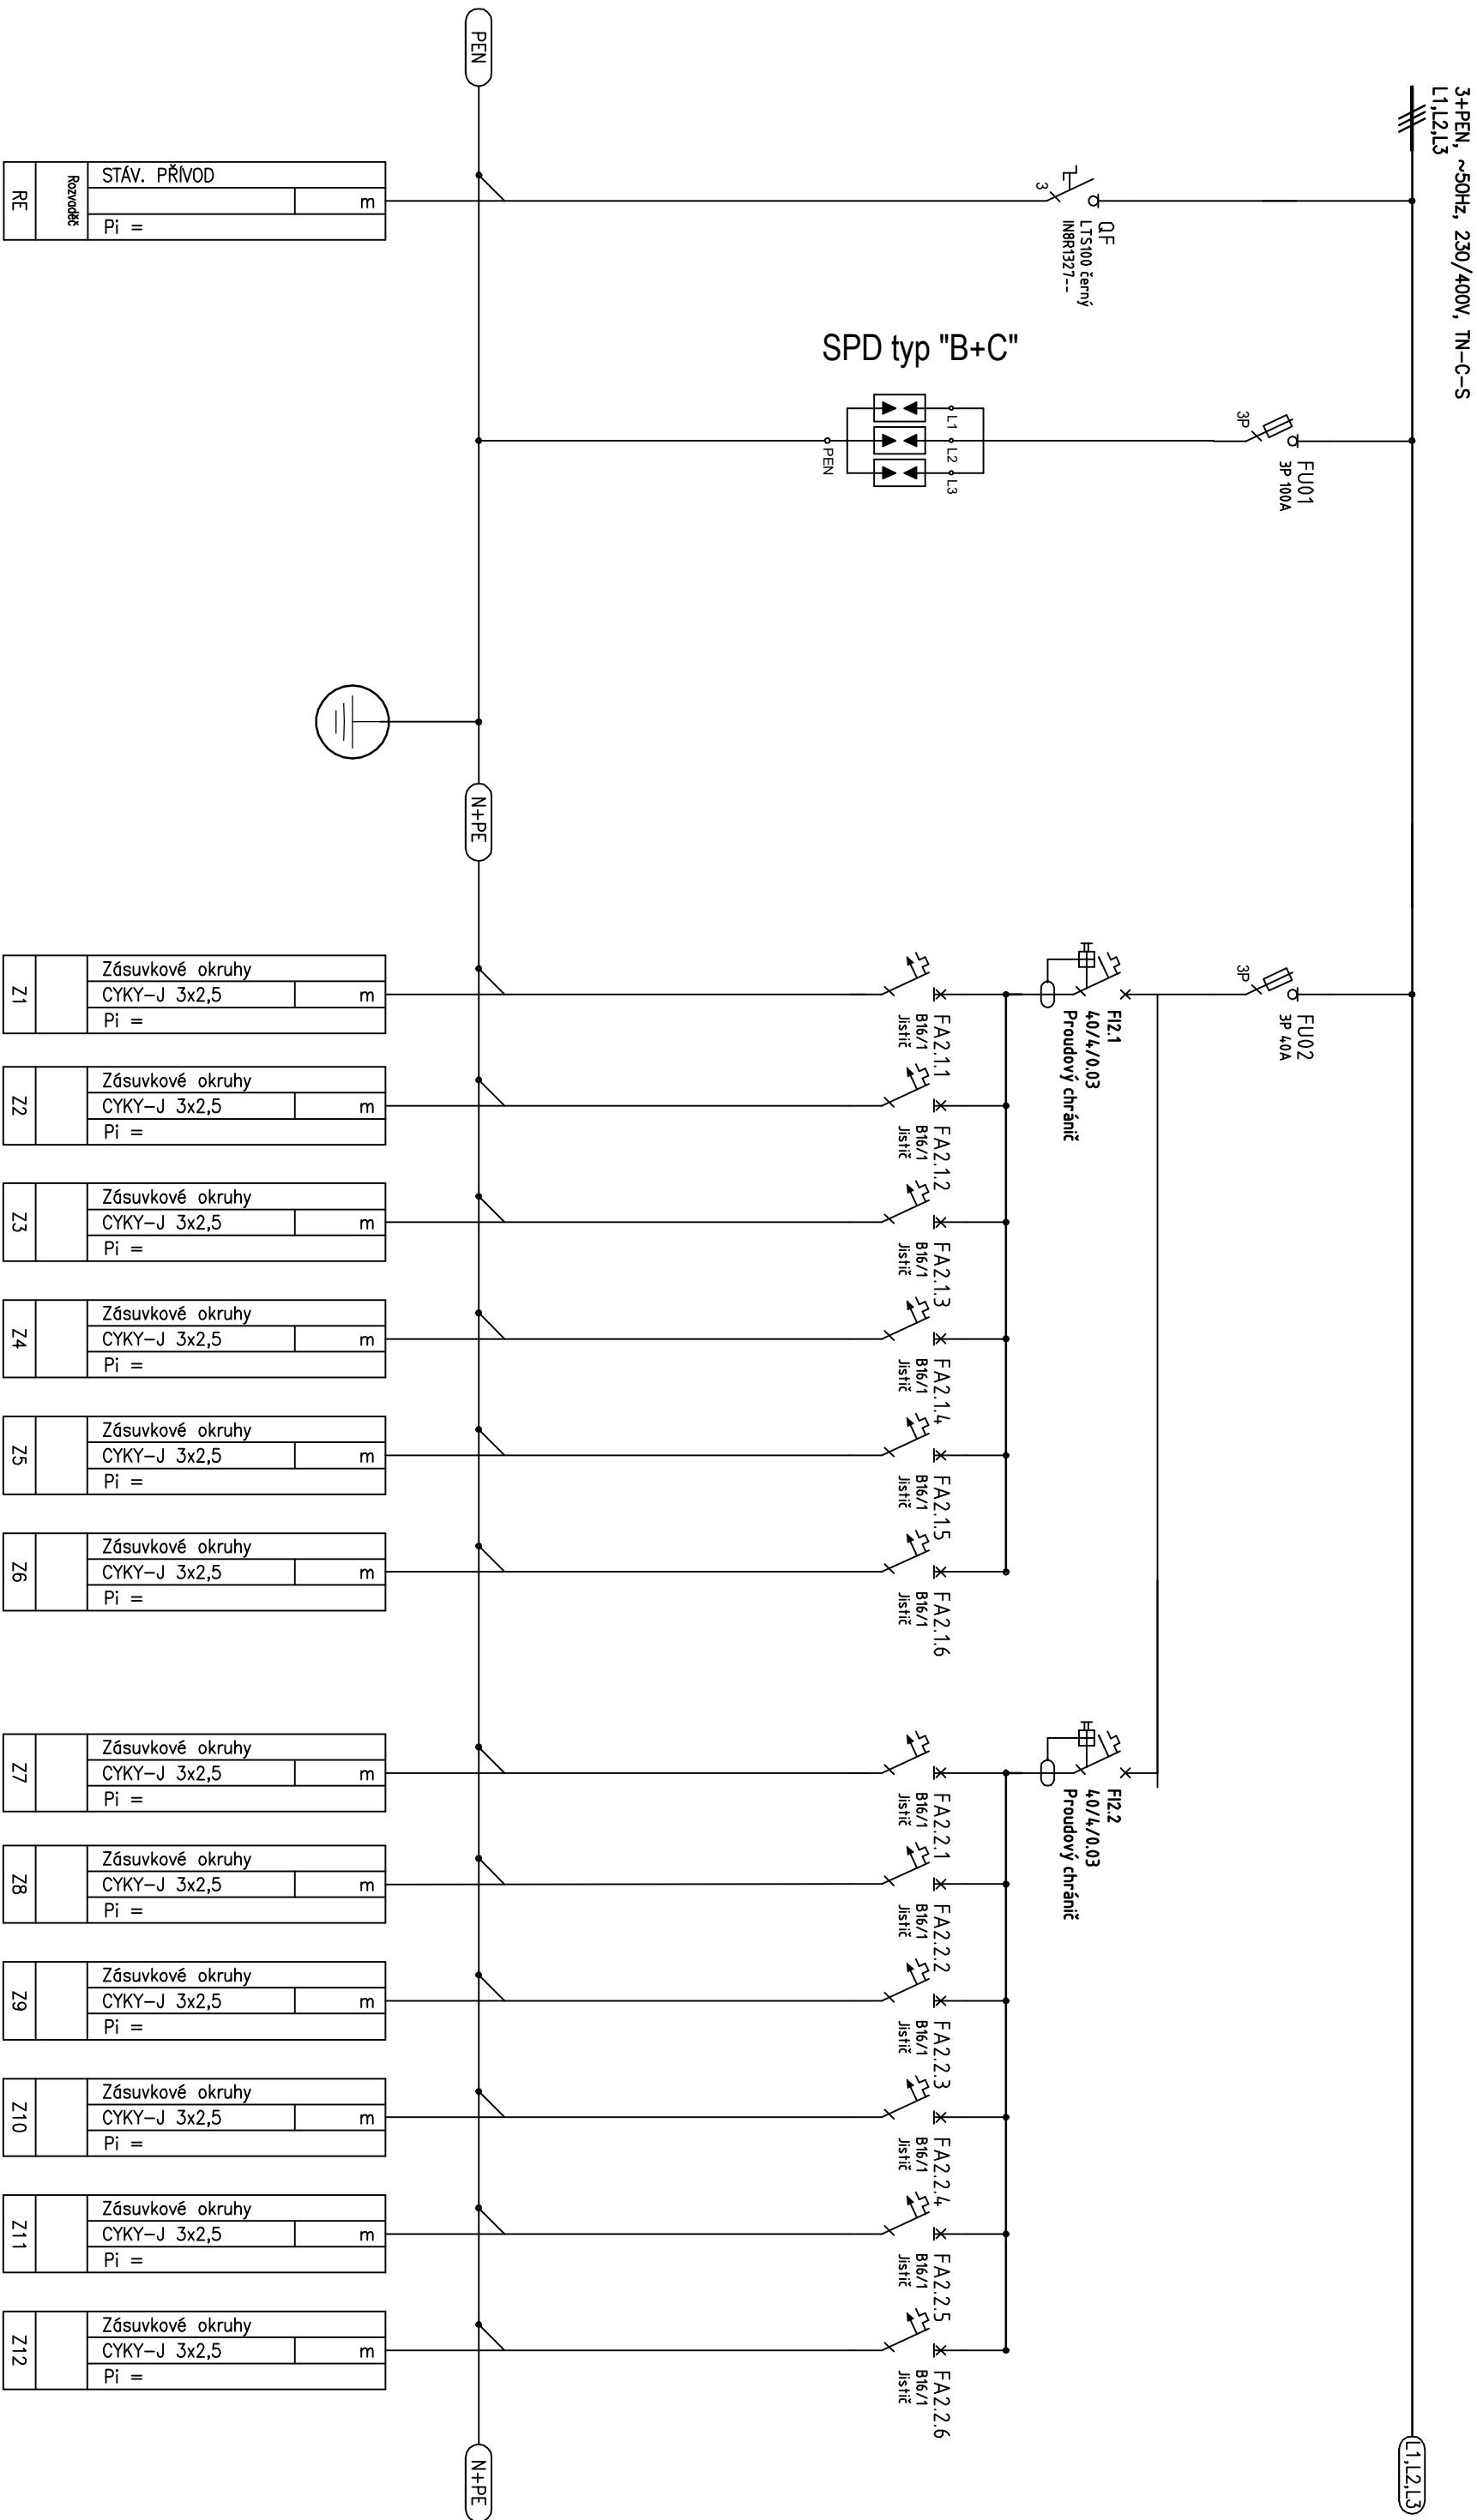 3+PEN, ~50Hz, 230/400V, TN-C-S
L1,L2,L3
QF
LTS100 černý
IN8R1327--
3
FU01
3P 100A
3P
SPD typ "B+C"
L1
L2
L3
PEN
FU02
3P 40A
3P
FI2.1
40/4/0.03
Proudový chránič
FI2.2
40/4/0.03
Proudový chránič
FA2.1.1
B16/1
Jistič
FA2.1.2
B16/1
Jistič
FA2.1.3
B16/1
Jistič
FA2.1.4
B16/1
Jistič
FA2.1.5
B16/1
Jistič
FA2.1.6
B16/1
Jistič
FA2.2.1
B16/1
Jistič
FA2.2.2
B16/1
Jistič
FA2.2.3
B16/1
Jistič
FA2.2.4
B16/1
Jistič
FA2.2.5
B16/1
Jistič
FA2.2.6
B16/1
Jistič
L1,L2,L3
PEN
N+PE
N+PE
STÁV. PŘÍVOD
m
Pi =
Rozvaděč
RE
Zásuvkové okruhy
CYKY-J 3x2,5 m
Pi =
Z1
Zásuvkové okruhy
CYKY-J 3x2,5 m
Pi =
Z2
Zásuvkové okruhy
CYKY-J 3x2,5 m
Pi =
Z3
Zásuvkové okruhy
CYKY-J 3x2,5 m
Pi =
Z4
Zásuvkové okruhy
CYKY-J 3x2,5 m
Pi =
Z5
Zásuvkové okruhy
CYKY-J 3x2,5 m
Pi =
Z6
Zásuvkové okruhy
CYKY-J 3x2,5 m
Pi =
Z7
Zásuvkové okruhy
CYKY-J 3x2,5 m
Pi =
Z8
Zásuvkové okruhy
CYKY-J 3x2,5 m
Pi =
Z9
Zásuvkové okruhy
CYKY-J 3x2,5 m
Pi =
Z10
Zásuvkové okruhy
CYKY-J 3x2,5 m
Pi =
Z11
Zásuvkové okruhy
CYKY-J 3x2,5 m
Pi =
Z12